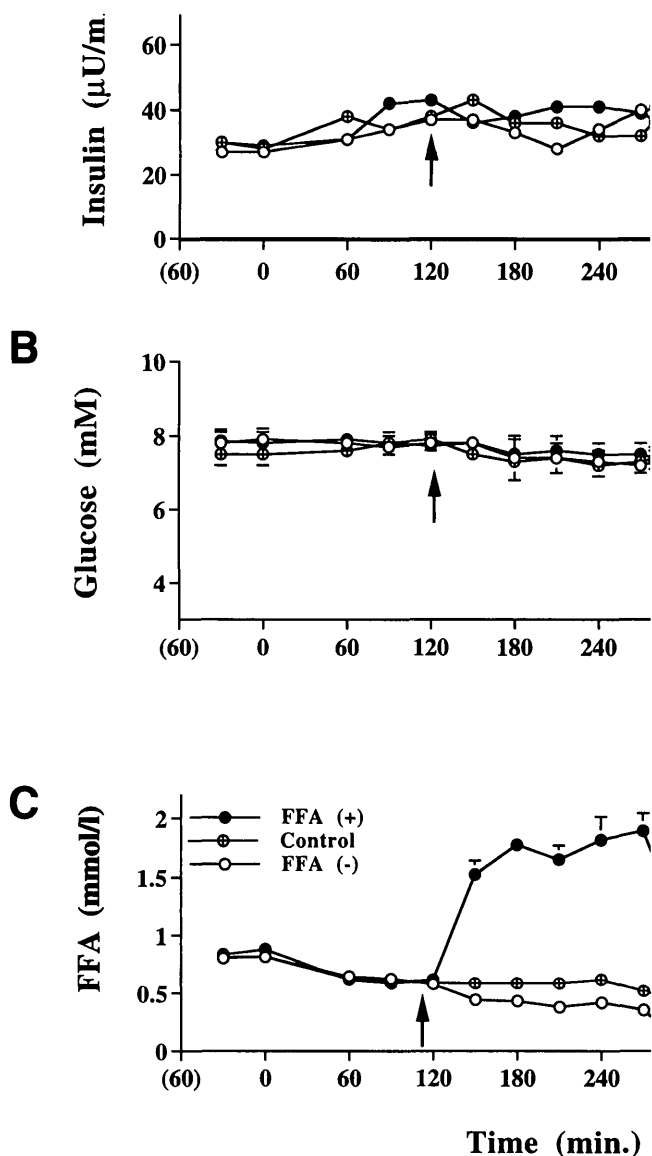 Insulin (μU/m
60
40
20
0
(60) 0 60 120 180 240
B
Glucose (mM)
10
8
6
4
(60) 0 60 120 180 240
C
FFA (mmol/l)
2
1.5
1
0.5
0
FFA (+)
Control
FFA (-)
(60) 0 60 120 180 240
Time (min.)